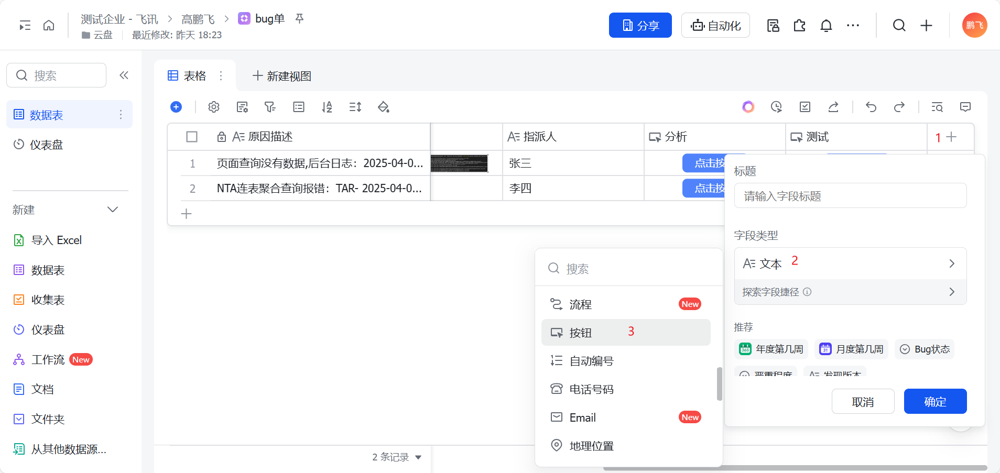 测试企业 - 飞讯 > 高鹏飞 > bug单
云盘 最近修改: 昨天 18:23
分享
自动化
鹏飞
搜索
数据表
仪表盘
新建
导入 Excel
数据表
收集表
仪表盘
工作流 New
文档
文件夹
从其他数据源...
表格
新建视图
原因描述 指派人 分析 测试 1
1 页面查询没有数据,后台日志：2025-04-0... 张三 点击按
2 NTA连表聚合查询报错：TAR- 2025-04-0... 李四 点击按
2 条记录
搜索
流程 New
按钮 3
自动编号
电话号码
Email New
地理位置
标题
请输入字段标题
字段类型
文本 2
探索字段捷径
推荐
365 年度第几周 31 月度第几周 Bug状态
严重程度 发现版本
取消 确定